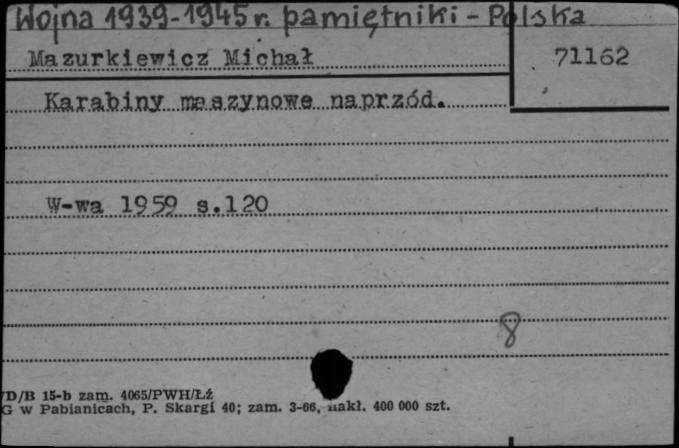 Wojna 1939-1945 r. pamiętniki - Polska
Mazurkiewicz Michał
71162
Karabiny maszynowe naprzód.
W-wa 1959 s.120
8
D/B 15-b zam. 4065/PWH/ŁŹ
G w Pabianicach, P. Skargi 40; zam. 3-66, nakł. 400 000 szt.